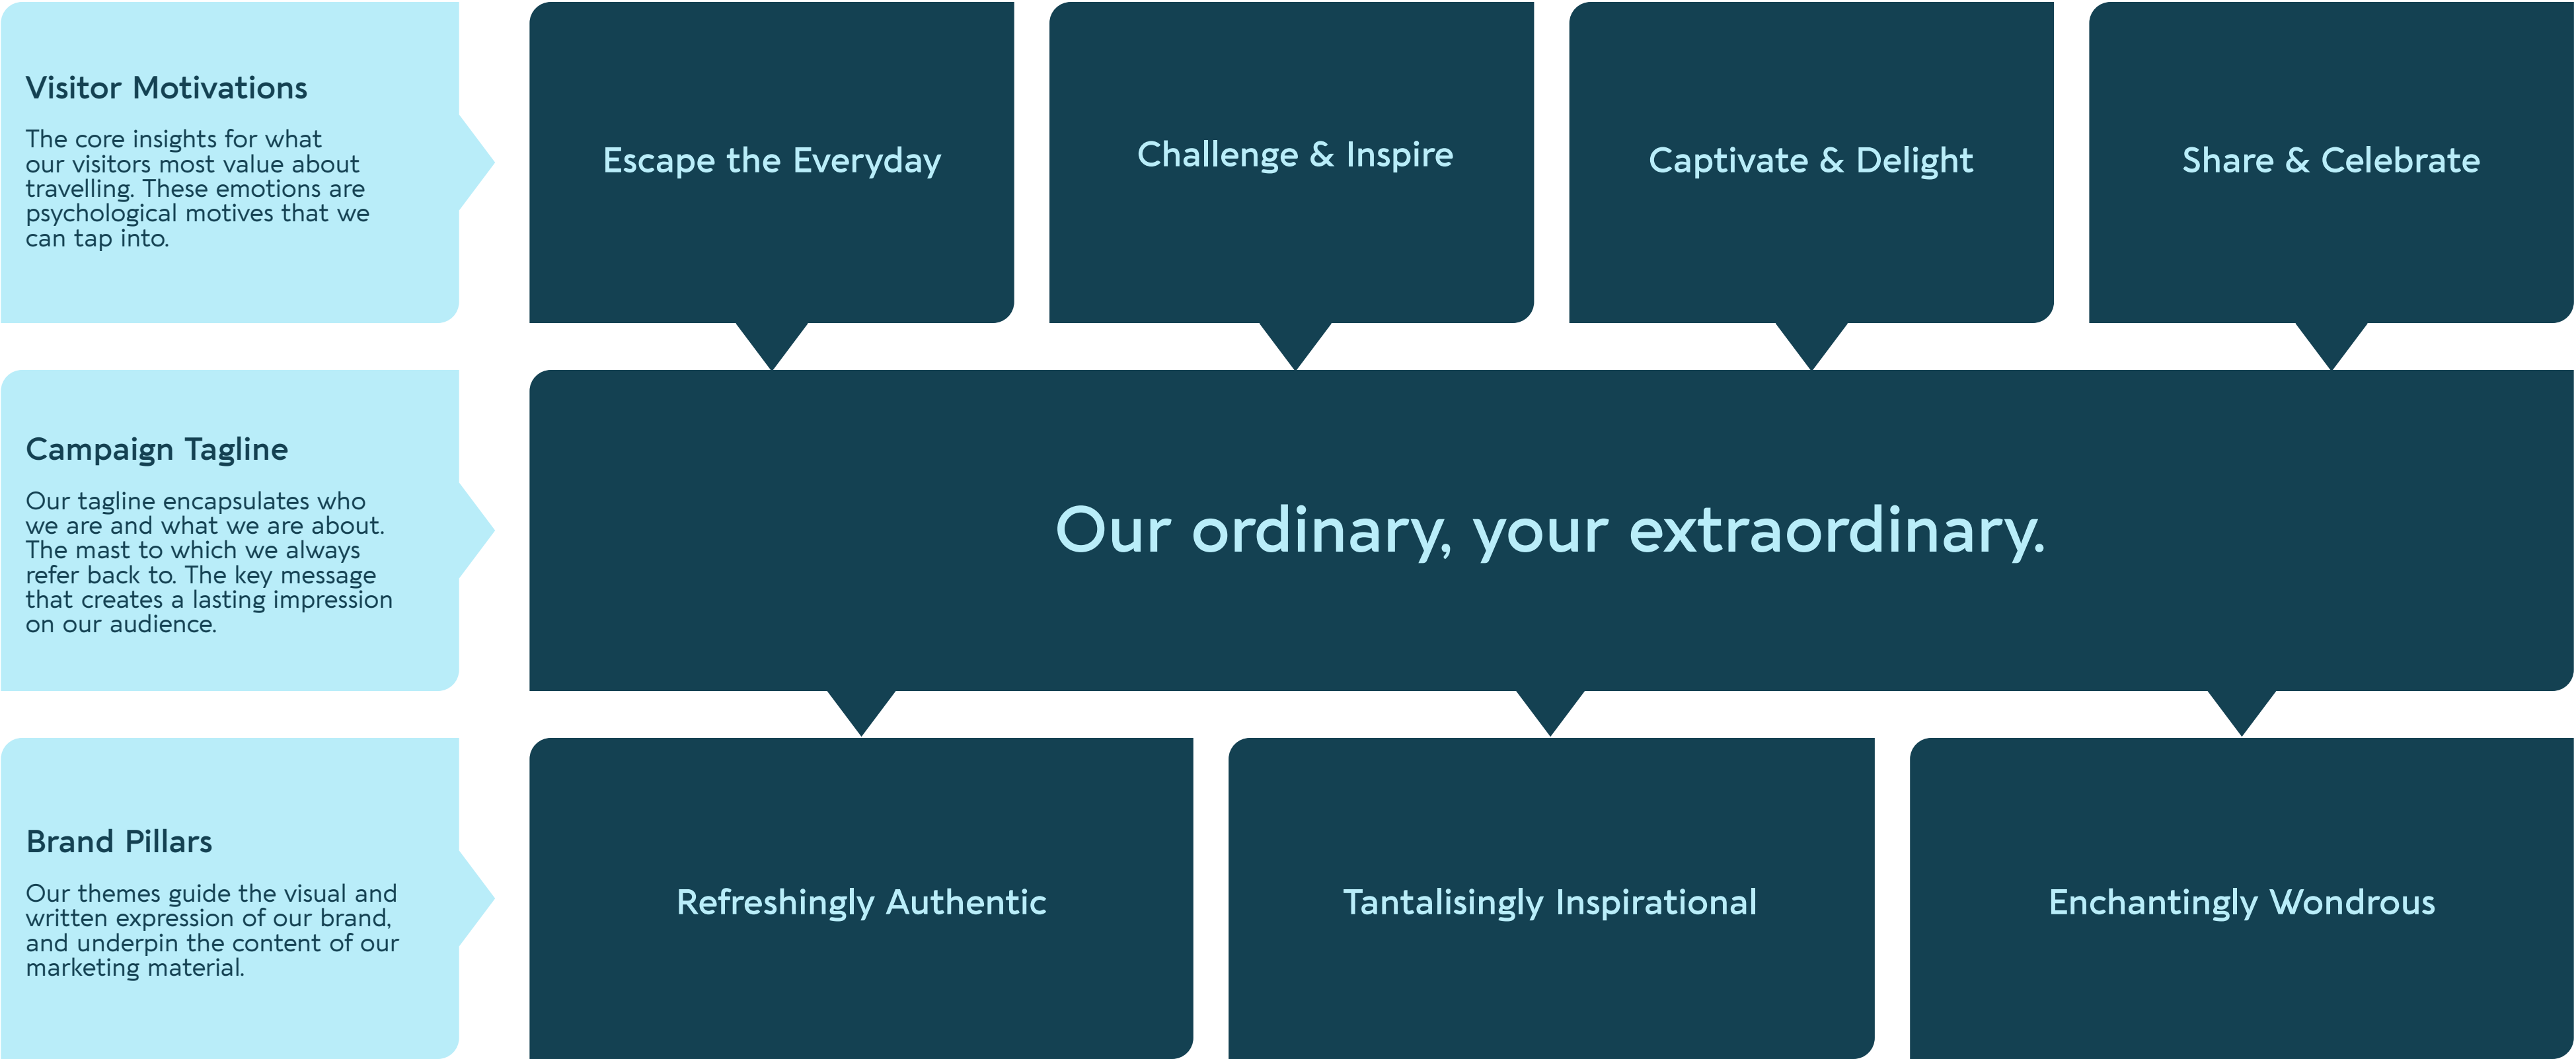 Visitor Motivations
The core insights for what
our visitors most value about
travelling. These emotions are
psychological motives that we
can tap into.
Escape the Everyday
Challenge & Inspire
Captivate & Delight
Share & Celebrate
Campaign Tagline
Our tagline encapsulates who
we are and what we are about.
The mast to which we always
refer back to. The key message
that creates a lasting impression
on our audience.
Our ordinary, your extraordinary.
Brand Pillars
Our themes guide the visual and
written expression of our brand,
and underpin the content of our
marketing material.
Refreshingly Authentic
Tantalisingly Inspirational
Enchantingly Wondrous